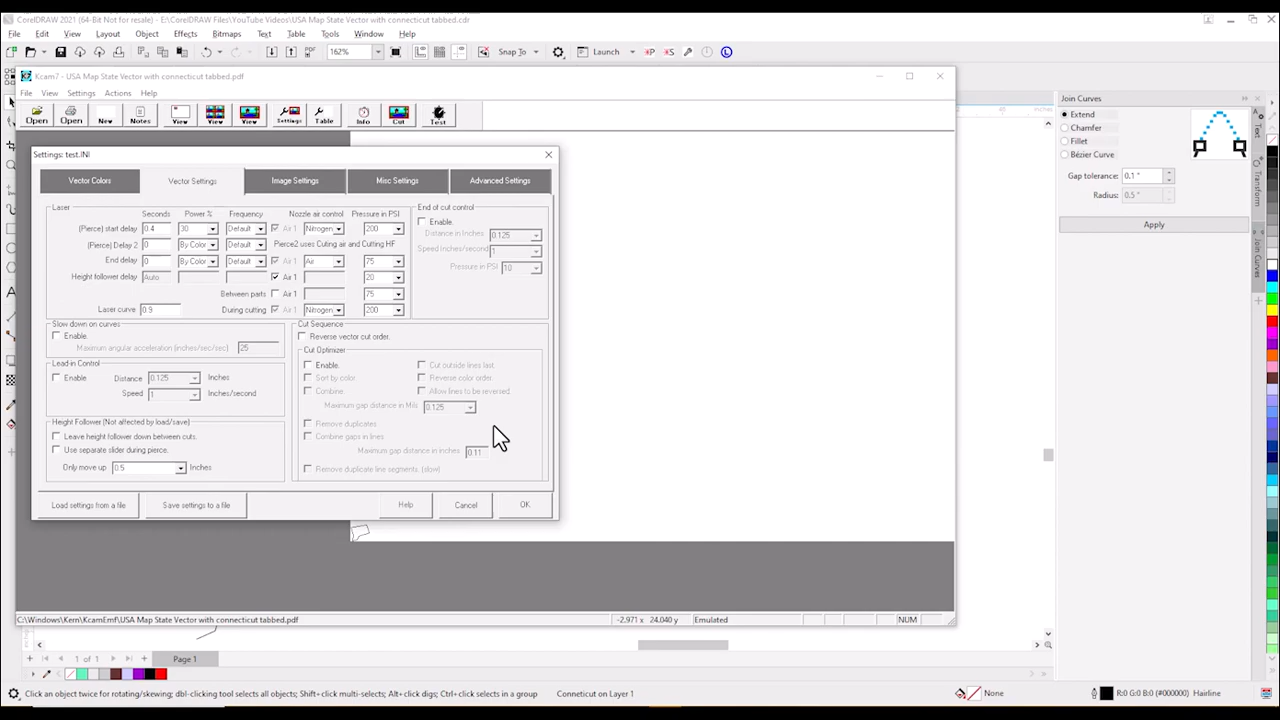 CorelDRAW 2021 (64-Bit Not for resale) - E:\CorelDRAW Files\YouTube Videos\USA Map State Vector with connecticut tabbed.cdr
File Edit View Layout Object Effects Bitmaps Text Table Tools Window Help
162% Snap To Launch
Kcam7 - USA Map State Vector with connecticut tabbed.pdf
File View Settings Actions Help
Open Open New Notes View View View Settings Table Info Cut Test
Settings: test.INI
Vector Colors Vector Settings Image Settings Misc Settings Advanced Settings
Laser
Seconds Power % Frequency Nozzle air control Pressure in PSI
(Pierce) start delay 0.4 30 Default Air 1 Nitrogen 200
(Pierce) Delay 2 0 By Color Default Pierce2 uses Cuting air and Cutting HF
End delay 0 By Color Default Air 1 Air 75
Height follower delay Auto Air 1 20
Between parts Air 1 75
Laser curve 0.9 During cutting Air 1 Nitrogen 200
End of cut control
Enable.
Distance in Inches 0.125
Speed Inches/second 1
Pressure in PSI 10
Slow down on curves
Enable.
Maximum angular acceleration (inches/sec/sec) 25
Lead in Control
Enable Distance 0.125 Inches
Speed 1 Inches/second
Height Follower (Not affected by load/save)
Leave height follower down between cuts.
Use separate slider during pierce.
Only move up 0.5 Inches
Cut Sequence
Reverse vector cut order.
Cut Optimizer
Enable. Cut outside lines last.
Sort by color Reverse color order.
Combine. Allow lines to be reversed.
Maximum gap distance in Mils 0.125
Remove duplicates.
Combine gaps in lines
Maximum gap distance in inches 0.11
Remove duplicate line segments. (slow)
Load settings from a file Save settings to a file Help Cancel OK
C:\Windows\Kern\KcamEmf\USA Map State Vector with connecticut tabbed.pdf -2.971 x 24.040 y Emulated NUM
Join Curves
Extend
Chamfer
Fillet
Bézier Curve
Gap tolerance: 0.1 "
Radius: 0.5 "
Apply
Text
Transform
Join Curves
1 of 1 Page 1
Click an object twice for rotating/skewing; dbl-clicking tool selects all objects; Shift+click multi-selects; Alt+click digs; Ctrl+click selects in a group Conneticut on Layer 1 None R:0 G:0 B:0 (#000000) Hairline